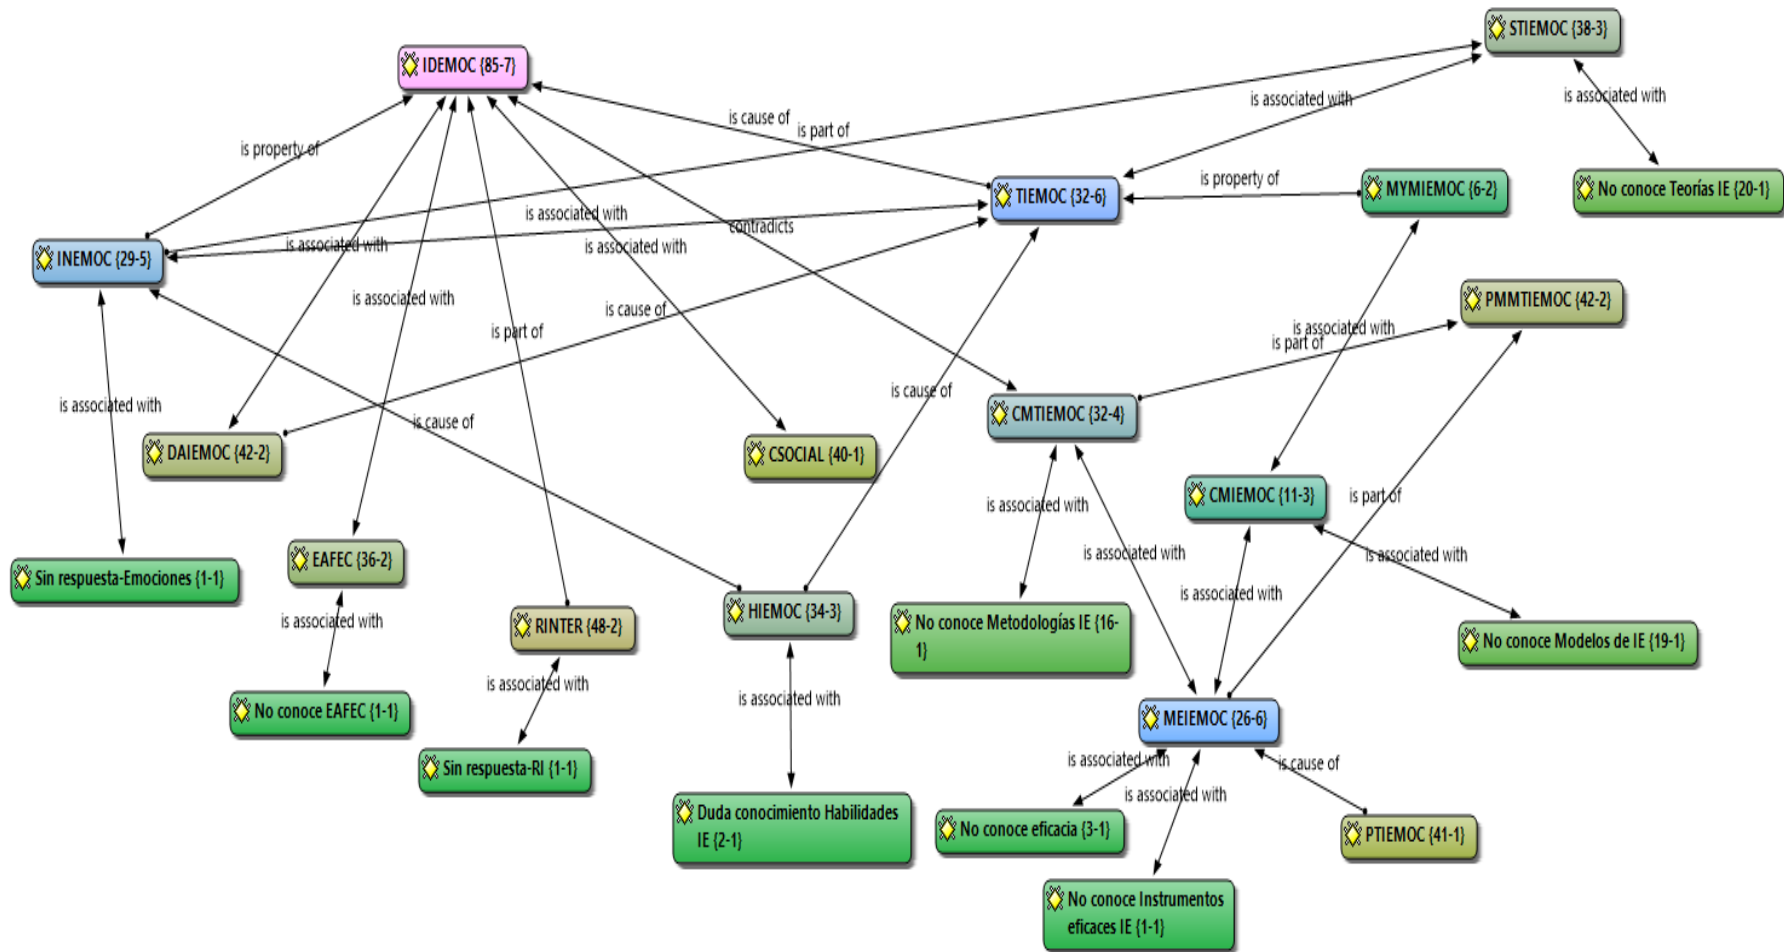 STIEMOC {38-3}
IDEMOC {85-7}
is associated with
is associated with
is cause of
is part of
is property of
No conoce Teorías IE {20-1}
MYMIEMOC {6-2}
is property of
TIEMOC {32-6}
is associated with
contradicts
is associated with
is associated with
INEMOC {29-5}
is associated with
PMMTIEMOC {42-2}
is cause of
is part of
is associated with
is part of
is cause of
is associated with
CMTIEMOC {32-4}
is cause of
DAIEMOC {42-2}
CSOCIAL {40-1}
CMIEMOC {11-3}
is part of
is associated with
is associated with
is associated with
EAFEC {36-2}
Sin respuesta-Emociones {1-1}
is associated with
is associated with
HIEMOC {34-3}
RINTER {48-2}
No conoce Metodologías IE {16-
1}
No conoce Modelos de IE {19-1}
is associated with
is associated with
No conoce EAFEC {1-1}
MEIEMOC {26-6}
Sin respuesta-RI {1-1}
is associated with
is cause of
is associated with
Duda conocimiento Habilidades
IE {2-1}
No conoce eficacia {3-1}
PTIEMOC {41-1}
No conoce Instrumentos
eficaces IE {1-1}